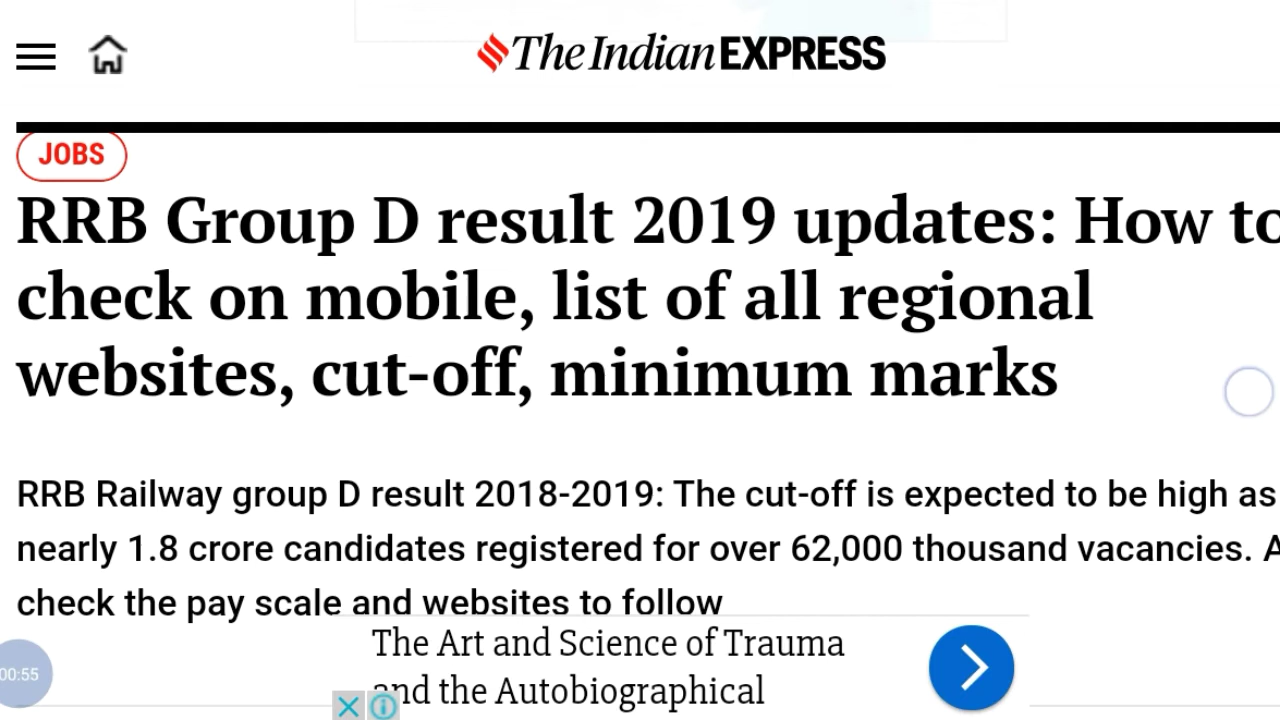 The Indian EXPRESS
JOBS
RRB Group D result 2019 updates: How to
check on mobile, list of all regional
websites, cut-off, minimum marks
RRB Railway group D result 2018-2019: The cut-off is expected to be high as
nearly 1.8 crore candidates registered for over 62,000 thousand vacancies. A
check the pay scale and websites to follow
The Art and Science of Trauma
and the Autobiographical
00:55